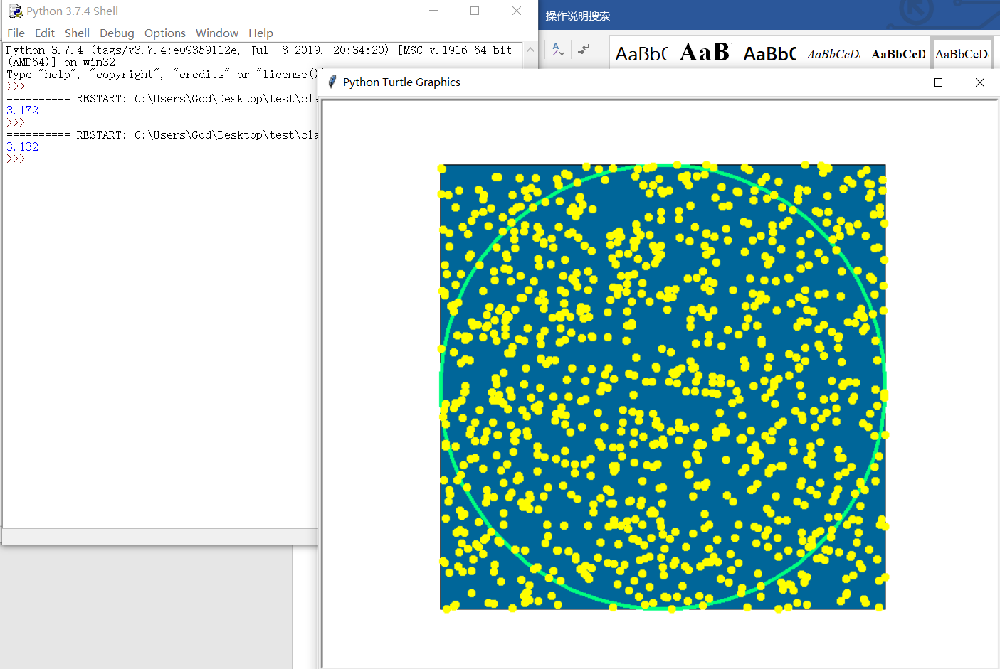 Python 3.7.4 Shell
操作说明搜索
File Edit Shell Debug Options Window Help
Python 3.7.4 (tags/v3.7.4:e09359112e, Jul 8 2019, 20:34:20) [MSC v.1916 64 bit
(AMD64)] on win32
Type "help", "copyright", "credits" or "license()"
>>>
========== RESTART: C:\Users\God\Desktop\test\cla
3.172
>>>
========== RESTART: C:\Users\God\Desktop\test\cla
3.132
>>>
AaBbC AaBl AaBbC AaBbCcD AaBbCcD AaBbCcD
Python Turtle Graphics